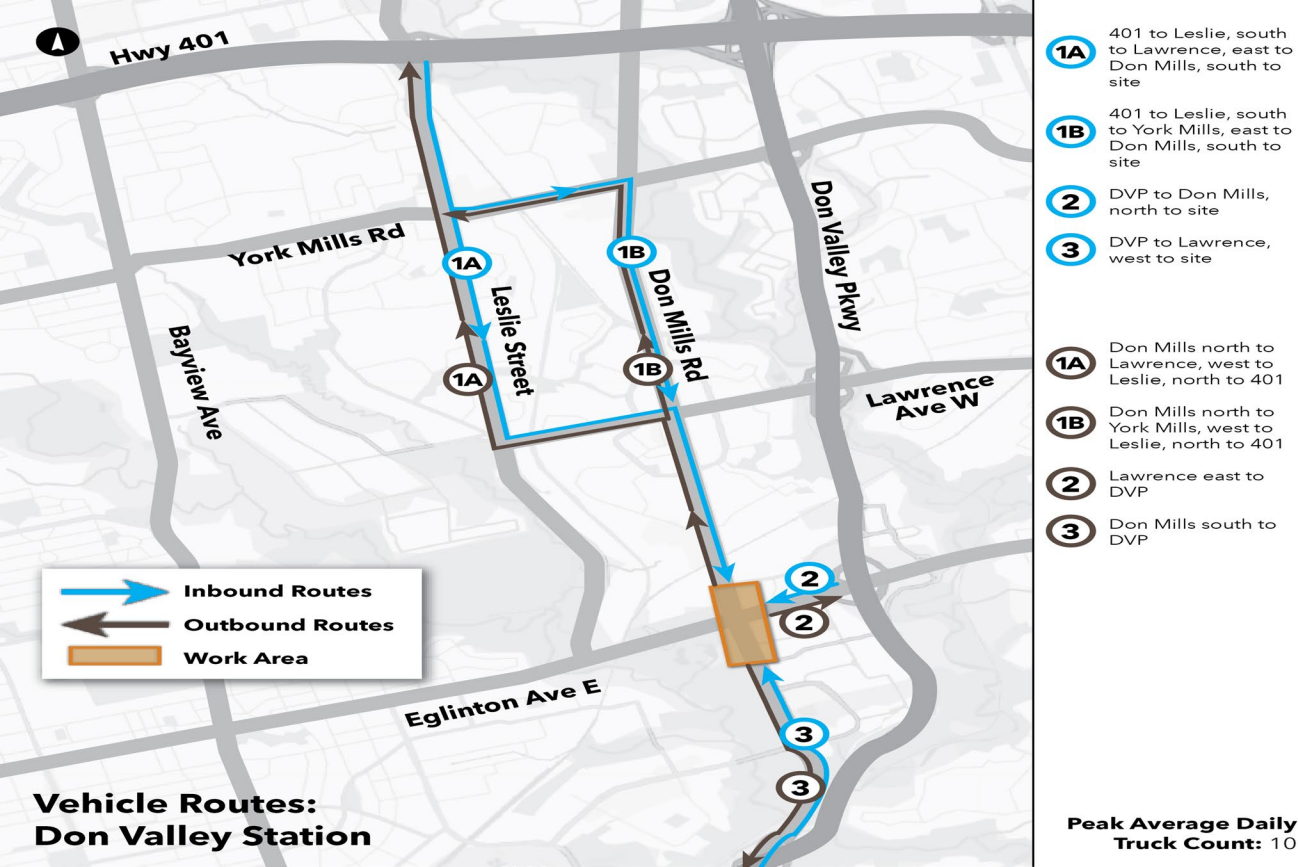 Hwy 401
York Mills Rd
Bayview Ave
Leslie Street
Don Mills Rd
Don Valley Pkwy
Lawrence
Ave W
Eglinton Ave E
1A
1B
1A
1B
2
2
3
3
Inbound Routes
Outbound Routes
Work Area
Vehicle Routes:
Don Valley Station
1A
401 to Leslie, south
to Lawrence, east to
Don Mills, south to
site
1B
401 to Leslie, south
to York Mills, east to
Don Mills, south to
site
2
DVP to Don Mills,
north to site
3
DVP to Lawrence,
west to site
1A
Don Mills north to
Lawrence, west to
Leslie, north to 401
1B
Don Mills north to
York Mills, west to
Leslie, north to 401
2
Lawrence east to
DVP
3
Don Mills south to
DVP
Peak Average Daily
Truck Count: 10